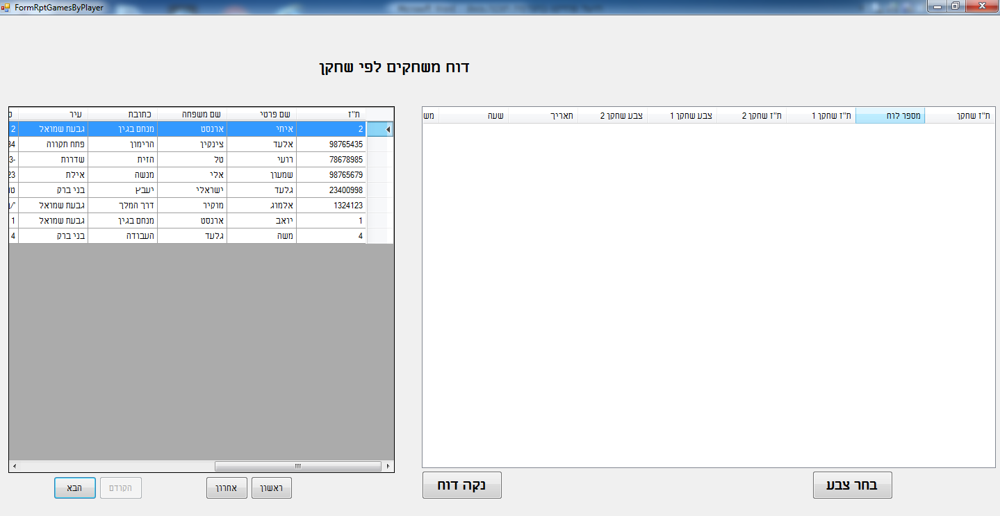 FormRptGamesByPlayer
דוח משחקים לפי שחקן
ת"ז שחקן מספר לוח ת"ז שחקן 1 ת"ז שחקן 2 צבע שחקן 1 צבע שחקן 2 תאריך שעה מש
ת"ז שם פרטי שם משפחה כתובת עיר
2 איתי ארנסט מנחם בגין גבעת שמואל 2
98765435 אלעד צינקין הרימון פתח תקווה 34
78678985 רועי טל הזית שדרות 3-
98765679 שמעון אלי מנשה אילת 23
23400998 גלעד ישראלי יעבץ בני ברק טו
1324123 אלמוג מוקיר דרך המלך גבעת שמואל
1 יואב ארנסט מנחם בגין גבעת שמואל 1
4 משה גלעד העבודה בני ברק 4
בחר צבע נקה דוח
ראשון אחרון הקודם הבא